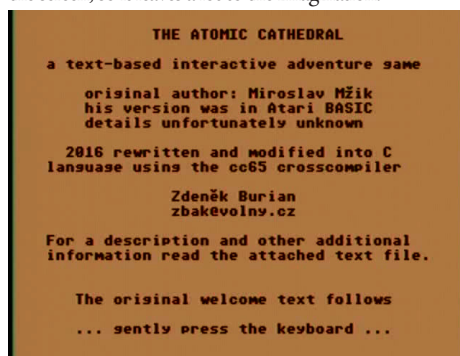 THE ATOMIC CATHEDRAL
a text-based interactive adventure game
original author: Miroslav Mžik
his version was in Atari BASIC
details unfortunately unknown
2016 rewritten and modified into C
language using the cc65 crosscompiler
Zdeněk Burian
zbak@volny.cz
For a description and other additional
information read the attached text file.
The original welcome text follows
... gently press the keyboard ...